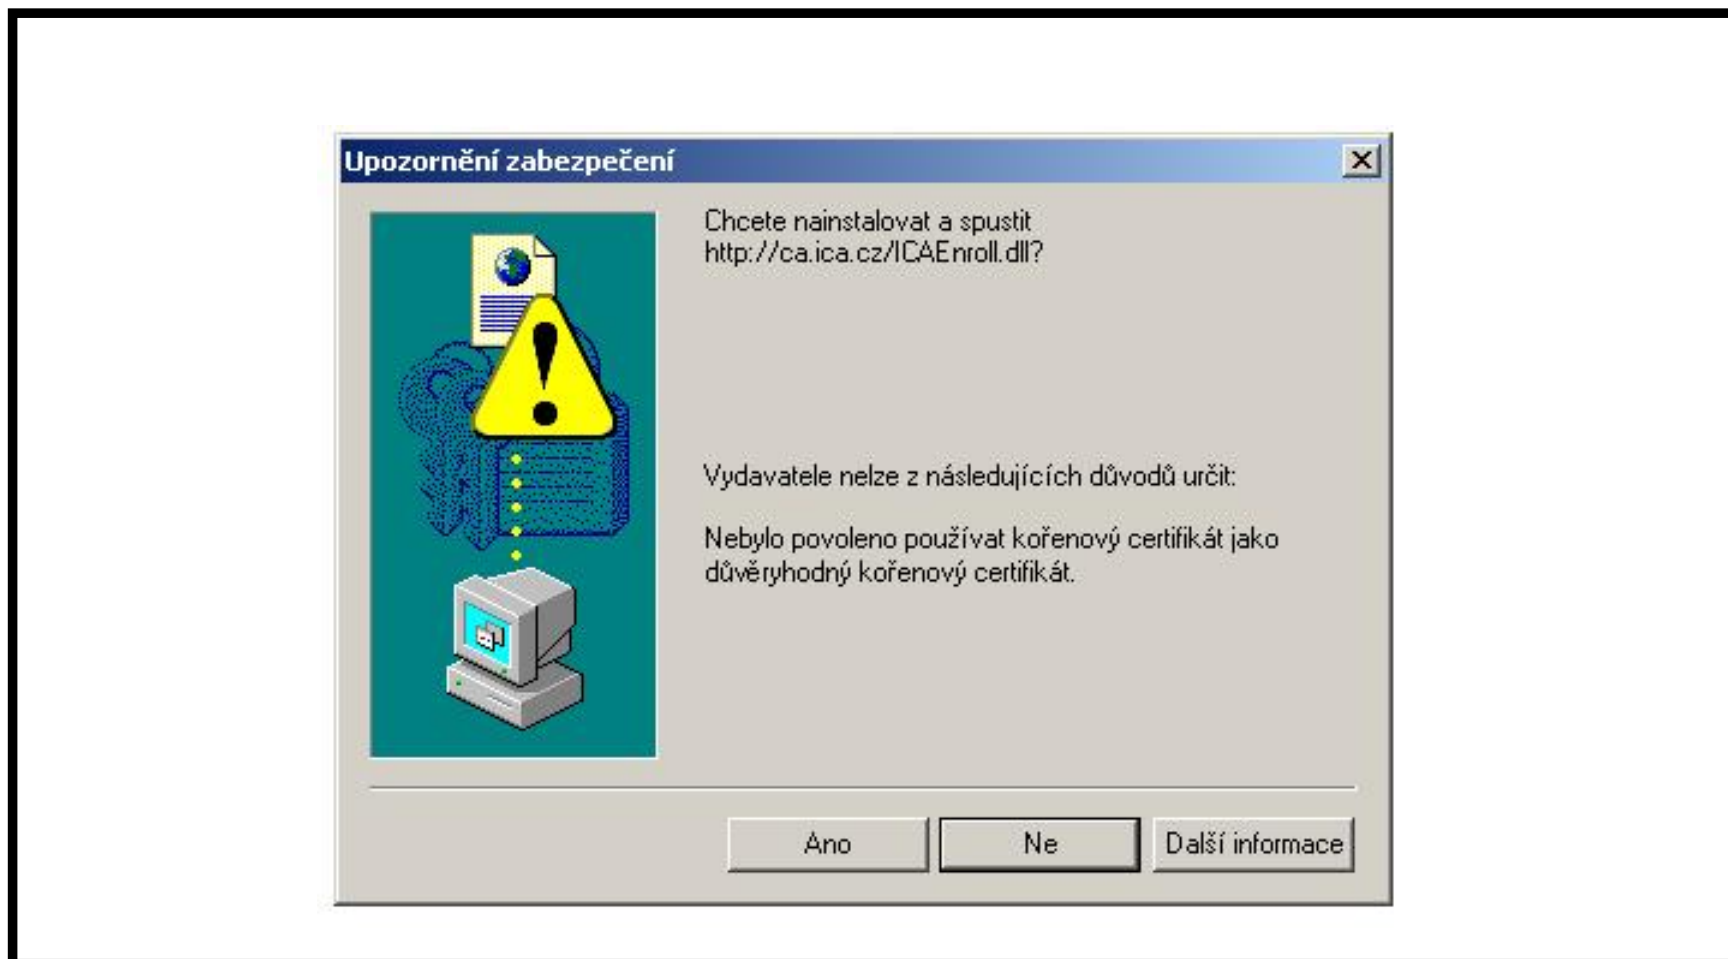 Upozornění zabezpečení
Chcete nainstalovat a spustit
http://ca.ica.cz/ICAEnroll.dll?
Vydavatele nelze z následujících důvodů určit:
Nebylo povoleno používat kořenový certifikát jako
důvěryhodný kořenový certifikát.
Ano
Ne
Další informace